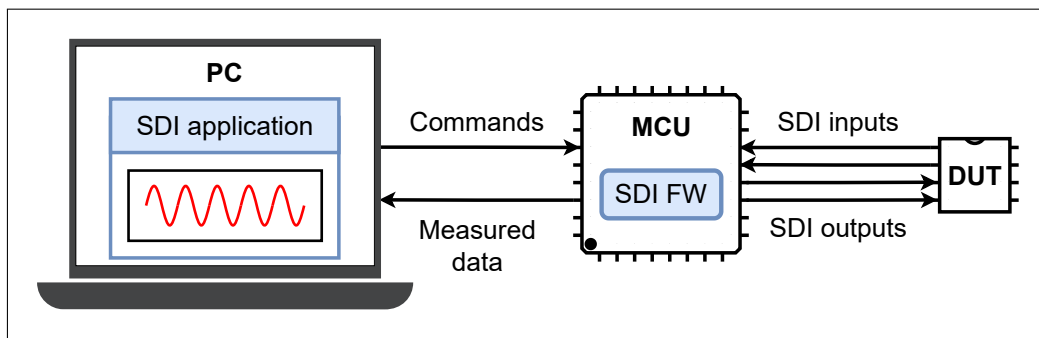 PC
SDI application
Commands
Measured
data
MCU
SDI FW
SDI inputs
SDI outputs
DUT